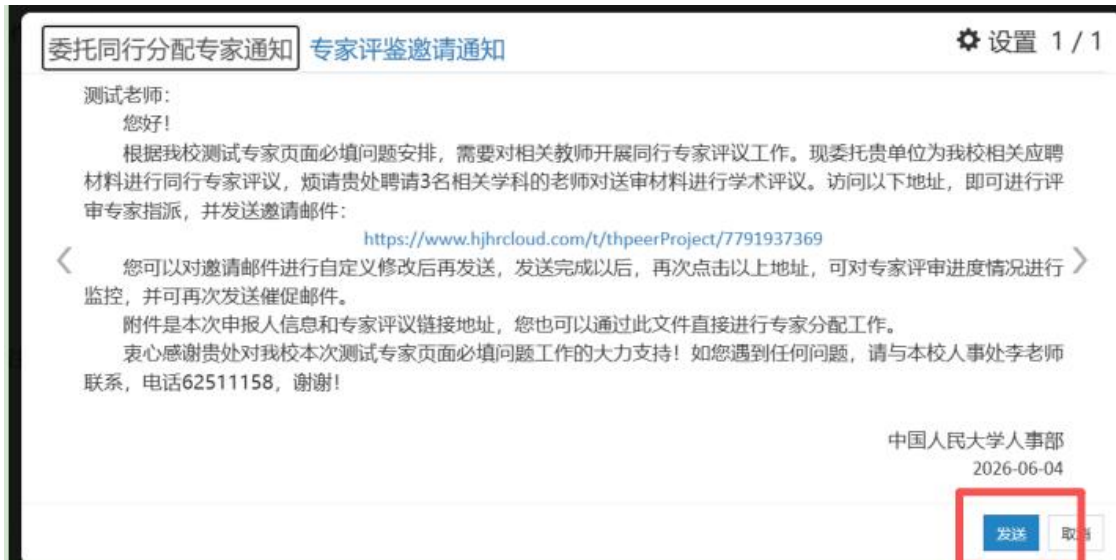 委托同行分配专家通知 专家评鉴邀请通知 设置 1 / 1
测试老师:
您好!
根据我校测试专家页面必填问题安排，需要对相关教师开展同行专家评议工作。现委托贵单位为我校相关应聘
材料进行同行专家评议，烦请贵处聘请3名相关学科的老师对送审材料进行学术评议。访问以下地址，即可进行评
审专家指派，并发送邀请邮件：
https://www.hjhrcloud.com/t/thpeerProject/7791937369
您可以对邀请邮件进行自定义修改后再发送，发送完成以后，再次点击以上地址，可对专家评审进度情况进行
监控，并可再次发送催促邮件。
附件是本次申报人信息和专家评议链接地址，您也可以通过此文件直接进行专家分配工作。
衷心感谢贵处对我校本次测试专家页面必填问题工作的大力支持！如您遇到任何问题，请与本校人事处李老师
联系，电话62511158，谢谢！
中国人民大学人事部
2026-06-04
发送 取消